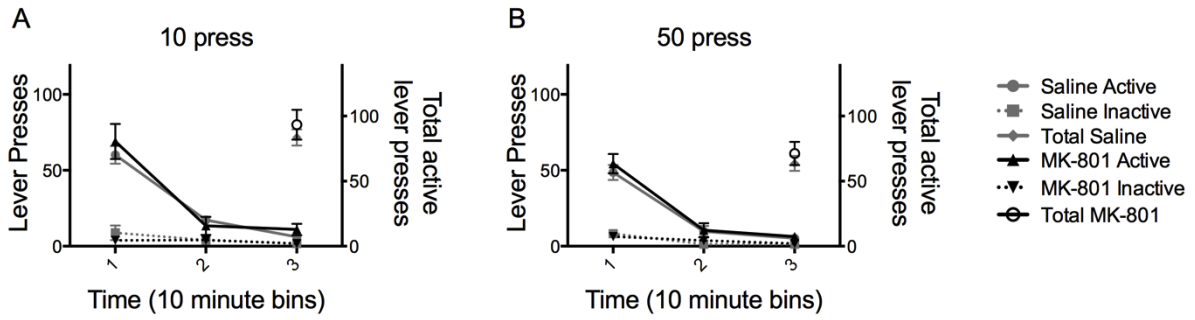 A
10 press
Lever Presses
100
50
0
1
2
3
Time (10 minute bins)
100
50
0
Total active
lever presses
B
50 press
Lever Presses
100
50
0
1
2
3
Time (10 minute bins)
100
50
0
Total active
lever presses
Saline Active
Saline Inactive
Total Saline
MK-801 Active
MK-801 Inactive
Total MK-801